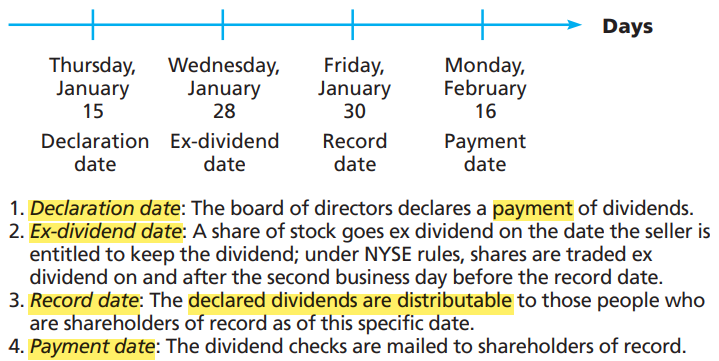 Days
Thursday, January 15
Wednesday, January 28
Friday, January 30
Monday, February 16
Declaration date
Ex-dividend date
Record date
Payment date
1. Declaration date: The board of directors declares a payment of dividends.
2. Ex-dividend date: A share of stock goes ex dividend on the date the seller is
entitled to keep the dividend; under NYSE rules, shares are traded ex
dividend on and after the second business day before the record date.
3. Record date: The declared dividends are distributable to those people who
are shareholders of record as of this specific date.
4. Payment date: The dividend checks are mailed to shareholders of record.